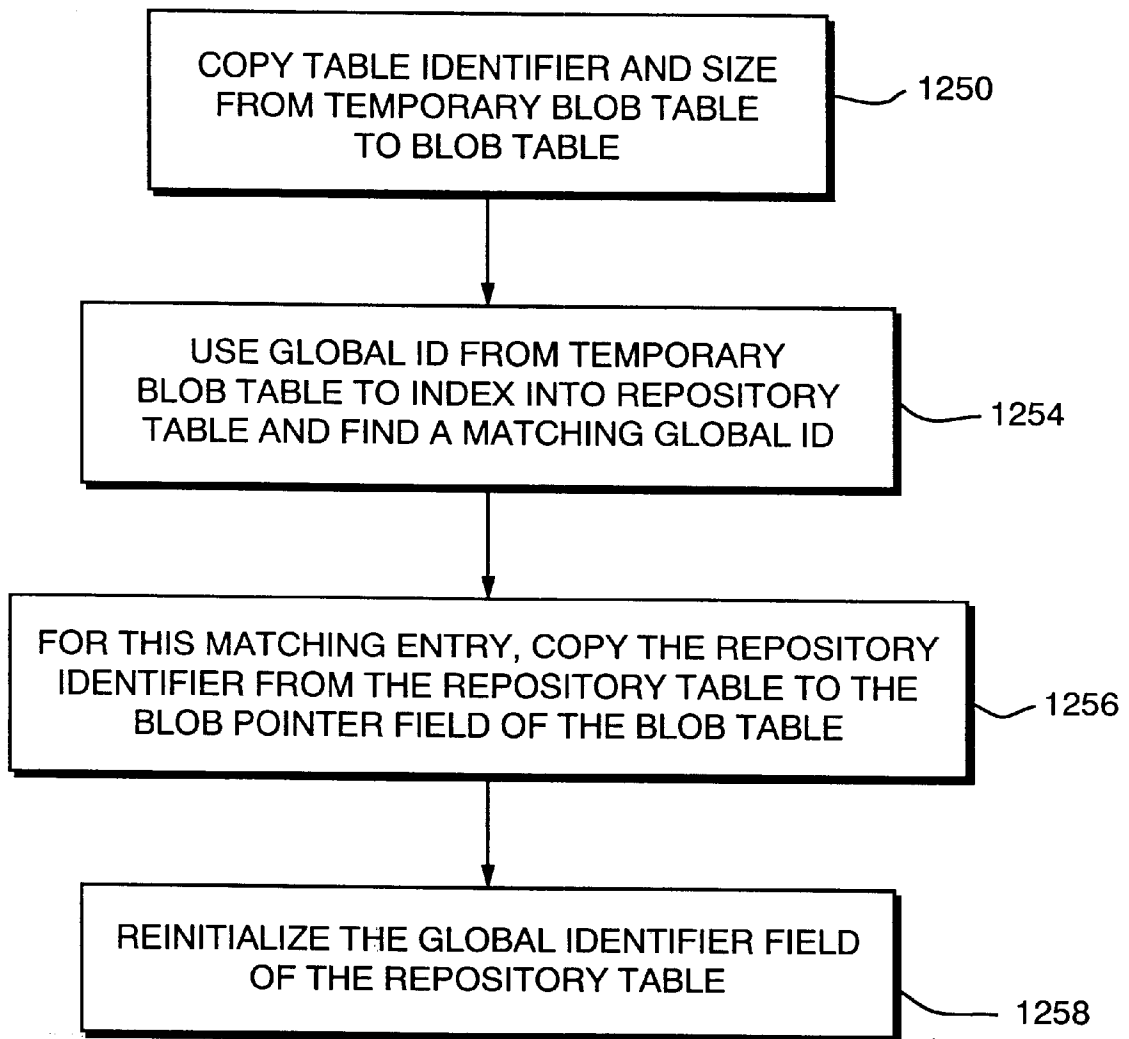 COPY TABLE IDENTIFIER AND SIZE
FROM TEMPORARY BLOB TABLE
TO BLOB TABLE
1250
USE GLOBAL ID FROM TEMPORARY
BLOB TABLE TO INDEX INTO REPOSITORY
TABLE AND FIND A MATCHING GLOBAL ID
1254
FOR THIS MATCHING ENTRY, COPY THE REPOSITORY
IDENTIFIER FROM THE REPOSITORY TABLE TO THE
BLOB POINTER FIELD OF THE BLOB TABLE
1256
REINITIALIZE THE GLOBAL IDENTIFIER FIELD
OF THE REPOSITORY TABLE
1258